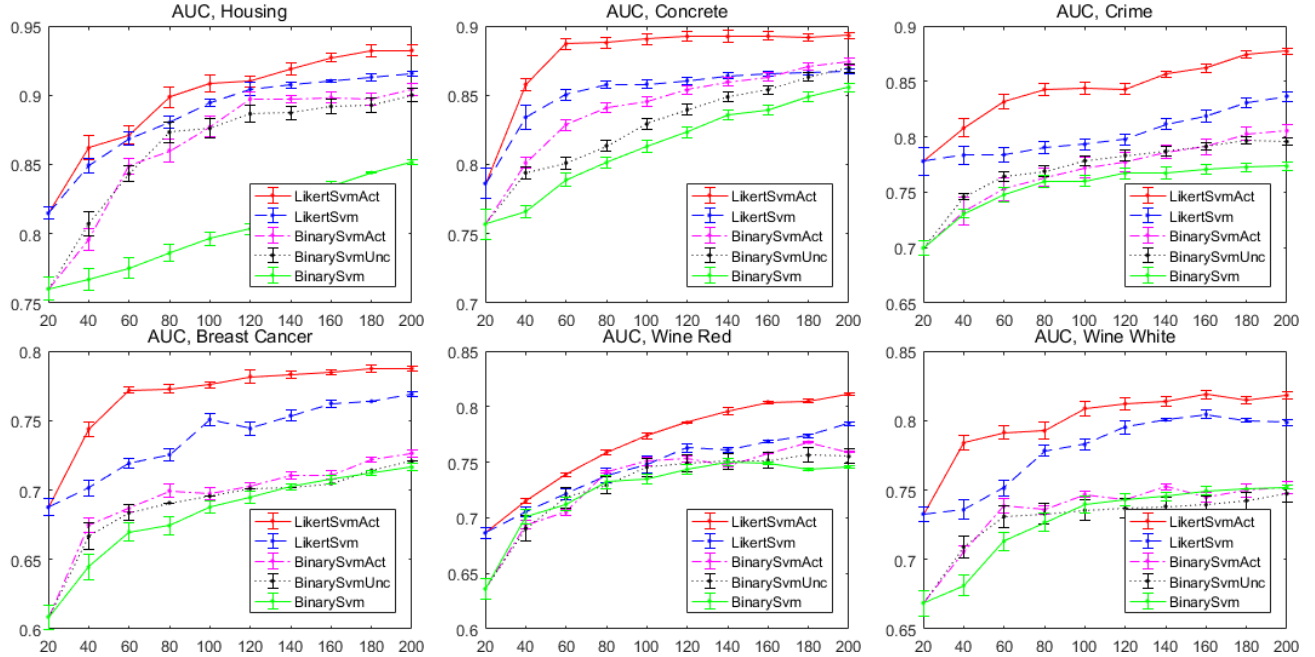 AUC, Housing
0.95
0.9
0.85
0.8
0.75
20 40 60 80 100 120 140 160 180 200
LikertSvmAct
LikertSvm
BinarySvmAct
BinarySvmUnc
BinarySvm
AUC, Concrete
0.9
0.85
0.8
0.75
0.7
20 40 60 80 100 120 140 160 180 200
LikertSvmAct
LikertSvm
BinarySvmAct
BinarySvmUnc
BinarySvm
AUC, Crime
0.9
0.85
0.8
0.75
0.7
0.65
20 40 60 80 100 120 140 160 180 200
LikertSvmAct
LikertSvm
BinarySvmAct
BinarySvmUnc
BinarySvm
AUC, Breast Cancer
0.8
0.75
0.7
0.65
0.6
20 40 60 80 100 120 140 160 180 200
LikertSvmAct
LikertSvm
BinarySvmAct
BinarySvmUnc
BinarySvm
AUC, Wine Red
0.85
0.8
0.75
0.7
0.65
0.6
20 40 60 80 100 120 140 160 180 200
LikertSvmAct
LikertSvm
BinarySvmAct
BinarySvmUnc
BinarySvm
AUC, Wine White
0.85
0.8
0.75
0.7
0.65
20 40 60 80 100 120 140 160 180 200
LikertSvmAct
LikertSvm
BinarySvmAct
BinarySvmUnc
BinarySvm